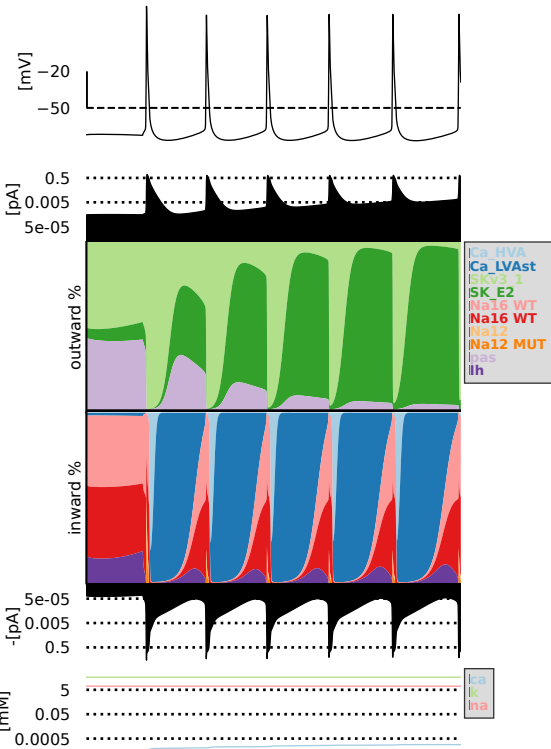 [mV]
−20
−50
[pA]
0.5
0.005
5e-05
outward %
Ca_HVA
Ca_LVAst
SKv3_1
SK_E2
Na16 WT
Na16 WT
Na12
Na12 MUT
pas
Ih
inward %
-[pA]
5e-05
0.005
0.5
[mM]
5
0.05
0.0005
ca
k
na